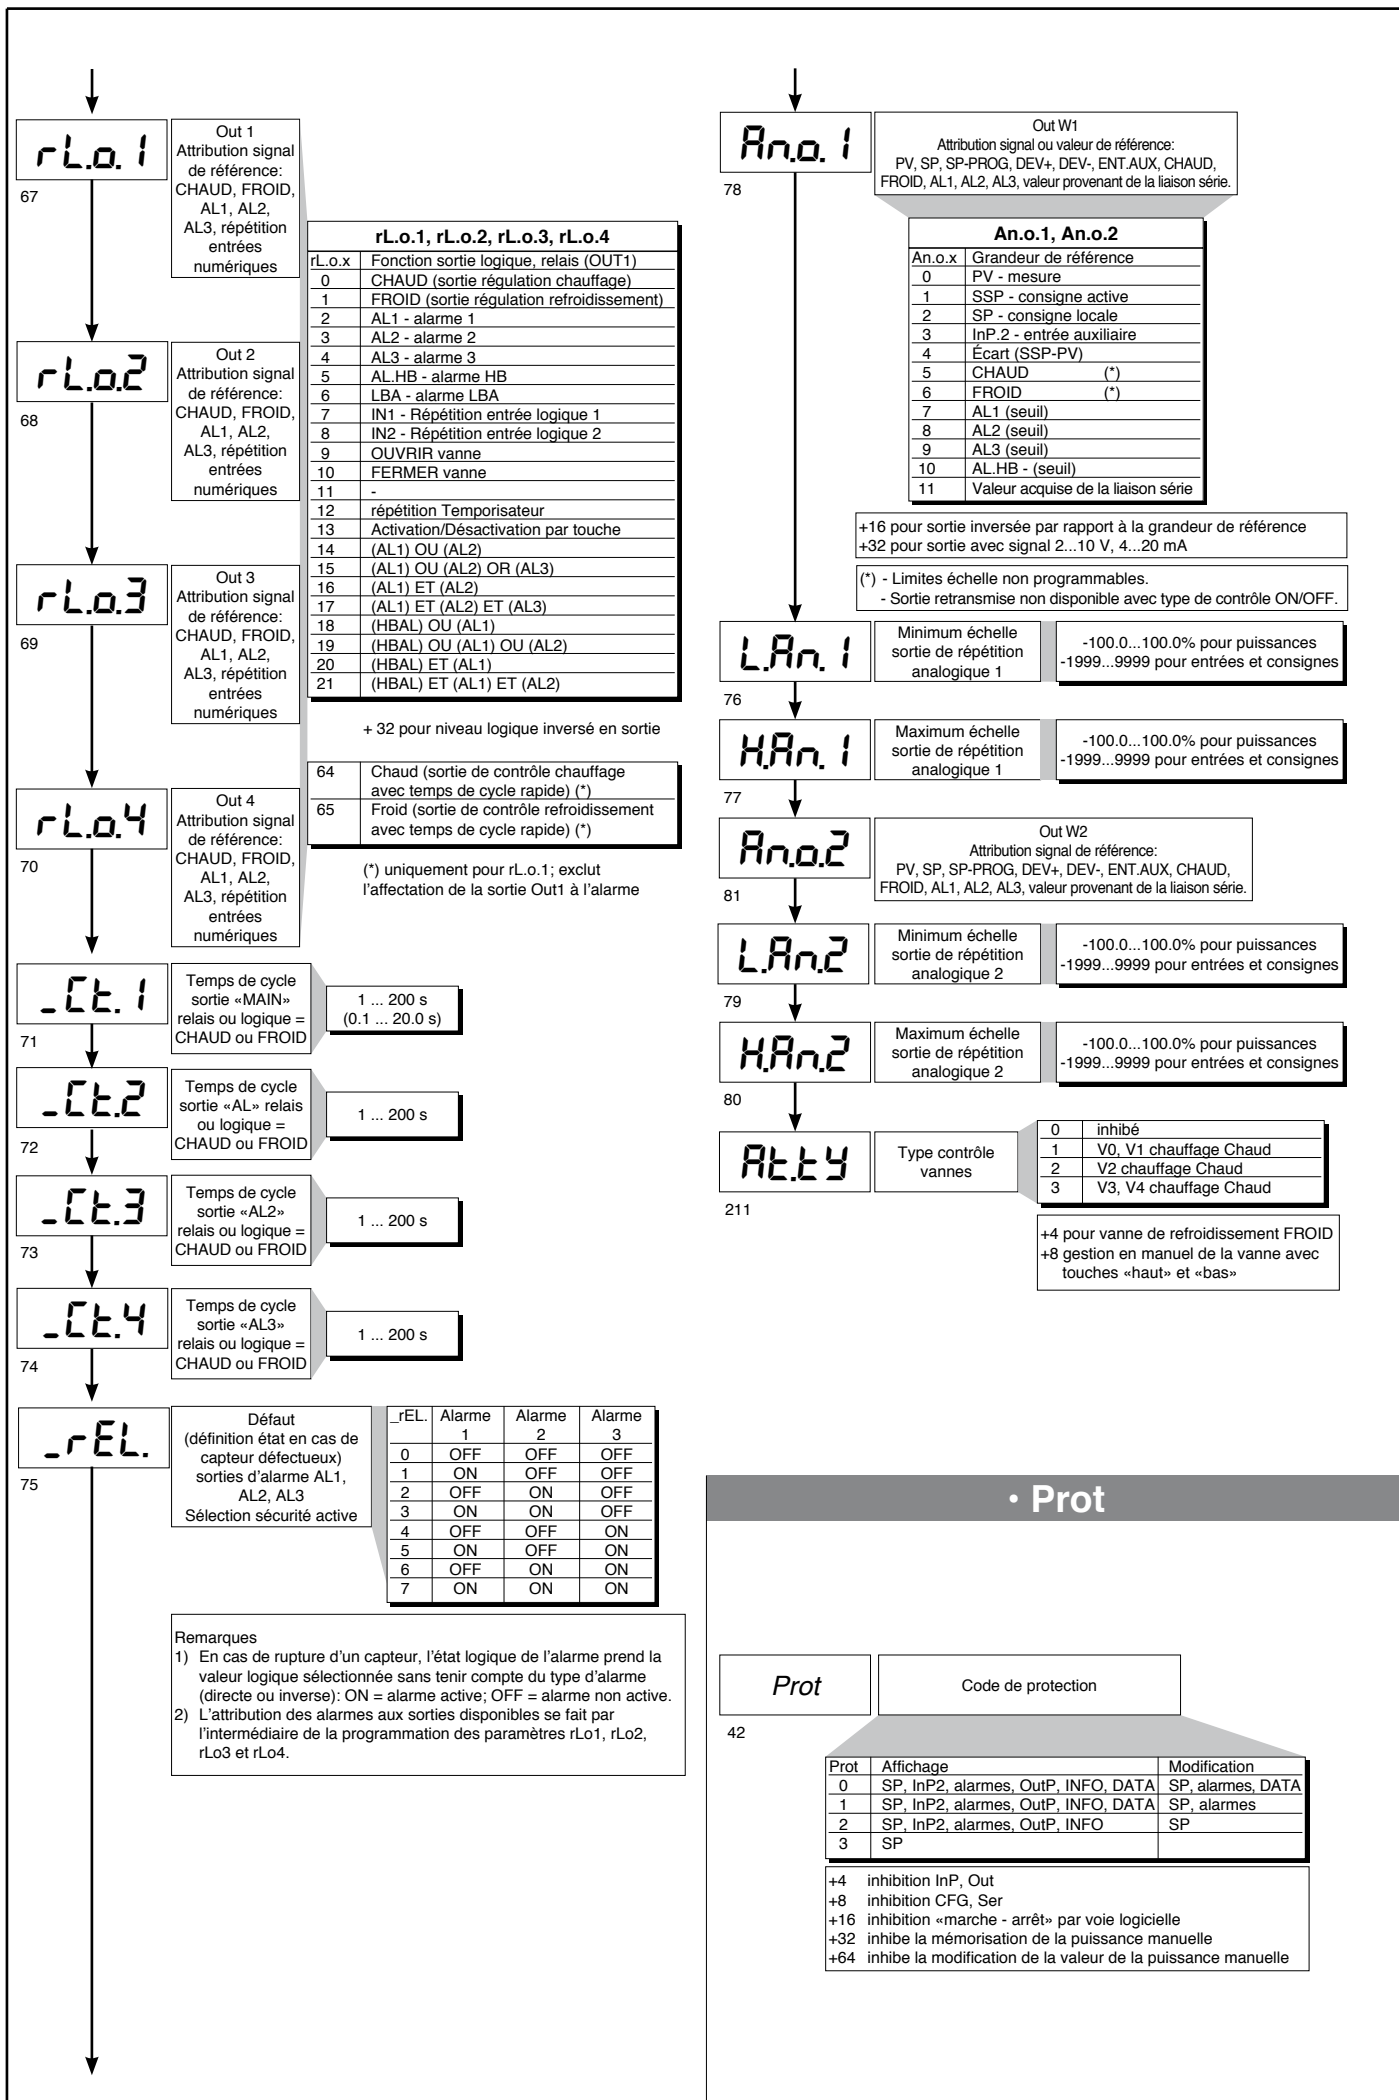 rL.o.1
67
Out 1
Attribution signal
de référence:
CHAUD, FROID,
AL1, AL2,
AL3, répétition
entrées
numériques
rL.o.2
68
Out 2
Attribution signal
de référence:
CHAUD, FROID,
AL1, AL2,
AL3, répétition
entrées
numériques
rL.o.3
69
Out 3
Attribution signal
de référence:
CHAUD, FROID,
AL1, AL2,
AL3, répétition
entrées
numériques
rL.o.4
70
Out 4
Attribution signal
de référence:
CHAUD, FROID,
AL1, AL2,
AL3, répétition
entrées
numériques
rL.o.1, rL.o.2, rL.o.3, rL.o.4
rL.o.x Fonction sortie logique, relais (OUT1)
0 CHAUD (sortie régulation chauffage)
1 FROID (sortie régulation refroidissement)
2 AL1 - alarme 1
3 AL2 - alarme 2
4 AL3 - alarme 3
5 AL.HB - alarme HB
6 LBA - alarme LBA
7 IN1 - Répétition entrée logique 1
8 IN2 - Répétition entrée logique 2
9 OUVRIR vanne
10 FERMER vanne
11 -
12 répétition Temporisateur
13 Activation/Désactivation par touche
14 (AL1) OU (AL2)
15 (AL1) OU (AL2) OR (AL3)
16 (AL1) ET (AL2)
17 (AL1) ET (AL2) ET (AL3)
18 (HBAL) OU (AL1)
19 (HBAL) OU (AL1) OU (AL2)
20 (HBAL) ET (AL1)
21 (HBAL) ET (AL1) ET (AL2)
+ 32 pour niveau logique inversé en sortie
64 Chaud (sortie de contrôle chauffage
avec temps de cycle rapide) (*)
65 Froid (sortie de contrôle refroidissement
avec temps de cycle rapide) (*)
(*) uniquement pour rL.o.1; exclut
l'affectation de la sortie Out1 à l'alarme
_Ct.1
71
Temps de cycle
sortie «MAIN»
relais ou logique =
CHAUD ou FROID
1 ... 200 s
(0.1 ... 20.0 s)
_Ct.2
72
Temps de cycle
sortie «AL» relais
ou logique =
CHAUD ou FROID
1 ... 200 s
_Ct.3
73
Temps de cycle
sortie «AL2»
relais ou logique =
CHAUD ou FROID
1 ... 200 s
_Ct.4
74
Temps de cycle
sortie «AL3»
relais ou logique =
CHAUD ou FROID
1 ... 200 s
_rEL.
75
Défaut
(définition état en cas de
capteur défectueux)
sorties d'alarme AL1,
AL2, AL3
Sélection sécurité active
_rEL. Alarme Alarme Alarme
1 2 3
0 OFF OFF OFF
1 ON OFF OFF
2 OFF ON OFF
3 ON ON OFF
4 OFF OFF ON
5 ON OFF ON
6 OFF ON ON
7 ON ON ON
Remarques
1) En cas de rupture d'un capteur, l'état logique de l'alarme prend la
valeur logique sélectionnée sans tenir compte du type d'alarme
(directe ou inverse): ON = alarme active; OFF = alarme non active.
2) L'attribution des alarmes aux sorties disponibles se fait par
l'intermédiaire de la programmation des paramètres rLo1, rLo2,
rLo3 et rLo4.
An.o.1
78
Out W1
Attribution signal ou valeur de référence:
PV, SP, SP-PROG, DEV+, DEV-, ENT.AUX, CHAUD,
FROID, AL1, AL2, AL3, valeur provenant de la liaison série.
An.o.1, An.o.2
An.o.x Grandeur de référence
0 PV - mesure
1 SSP - consigne active
2 SP - consigne locale
3 InP.2 - entrée auxiliaire
4 Écart (SSP-PV)
5 CHAUD (*)
6 FROID (*)
7 AL1 (seuil)
8 AL2 (seuil)
9 AL3 (seuil)
10 AL.HB - (seuil)
11 Valeur acquise de la liaison série
+16 pour sortie inversée par rapport à la grandeur de référence
+32 pour sortie avec signal 2...10 V, 4...20 mA
(*) - Limites échelle non programmables.
- Sortie retransmise non disponible avec type de contrôle ON/OFF.
L.An.1
76
Minimum échelle
sortie de répétition
analogique 1
-100.0...100.0% pour puissances
-1999...9999 pour entrées et consignes
H.An.1
77
Maximum échelle
sortie de répétition
analogique 1
-100.0...100.0% pour puissances
-1999...9999 pour entrées et consignes
An.o.2
81
Out W2
Attribution signal de référence:
PV, SP, SP-PROG, DEV+, DEV-, ENT.AUX, CHAUD,
FROID, AL1, AL2, AL3, valeur provenant de la liaison série.
L.An.2
79
Minimum échelle
sortie de répétition
analogique 2
-100.0...100.0% pour puissances
-1999...9999 pour entrées et consignes
H.An.2
80
Maximum échelle
sortie de répétition
analogique 2
-100.0...100.0% pour puissances
-1999...9999 pour entrées et consignes
At.ty
211
Type contrôle
vannes
0 inhibé
1 V0, V1 chauffage Chaud
2 V2 chauffage Chaud
3 V3, V4 chauffage Chaud
+4 pour vanne de refroidissement FROID
+8 gestion en manuel de la vanne avec
touches «haut» et «bas»
• Prot
Prot
42
Code de protection
Prot Affichage Modification
0 SP, InP2, alarmes, OutP, INFO, DATA SP, alarmes, DATA
1 SP, InP2, alarmes, OutP, INFO, DATA SP, alarmes
2 SP, InP2, alarmes, OutP, INFO SP
3 SP
+4 inhibition InP, Out
+8 inhibition CFG, Ser
+16 inhibition «marche - arrêt» par voie logicielle
+32 inhibe la mémorisation de la puissance manuelle
+64 inhibe la modification de la valeur de la puissance manuelle